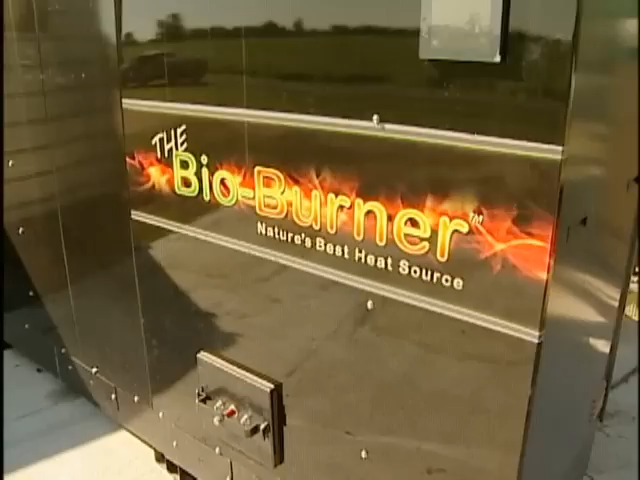 THE
Bio-Burner™
Nature's Best Heat Source